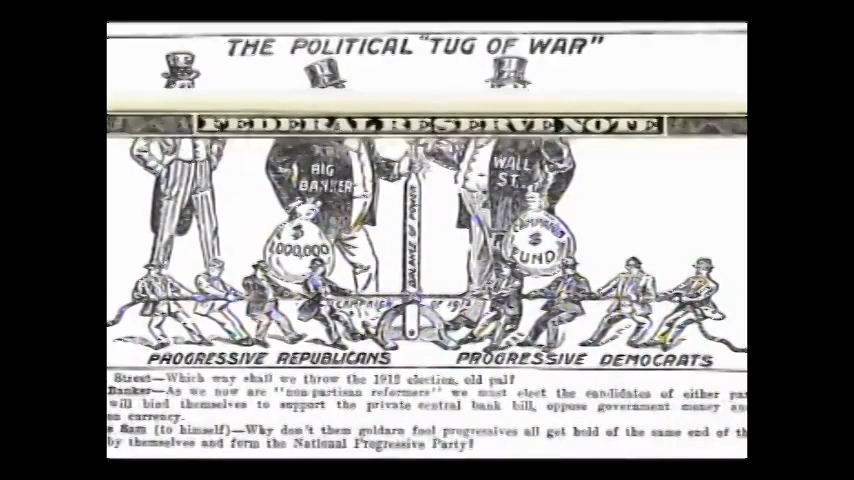 THE POLITICAL "TUG OF WAR"
FEDERAL RESERVE NOTE
BIG
BANKER
WALL
ST.
BALANCE OF POWER
$
1,000,000
CAMPAIGN
$
FUND
CAMPAIGN OF 1912
PROGRESSIVE REPUBLICANS
PROGRESSIVE DEMOCRATS
Street—Which way shall we throw the 1912 election, old pal?
Banker—As we now are "non-partisan reformers" we must elect the candidates of either
will bind themselves to support the private central bank bill, oppose government money
currency.
Sam (to himself)—Why don't them goldarn fool progressives all get hold of the same end of
by themselves and form the National Progressive Party!